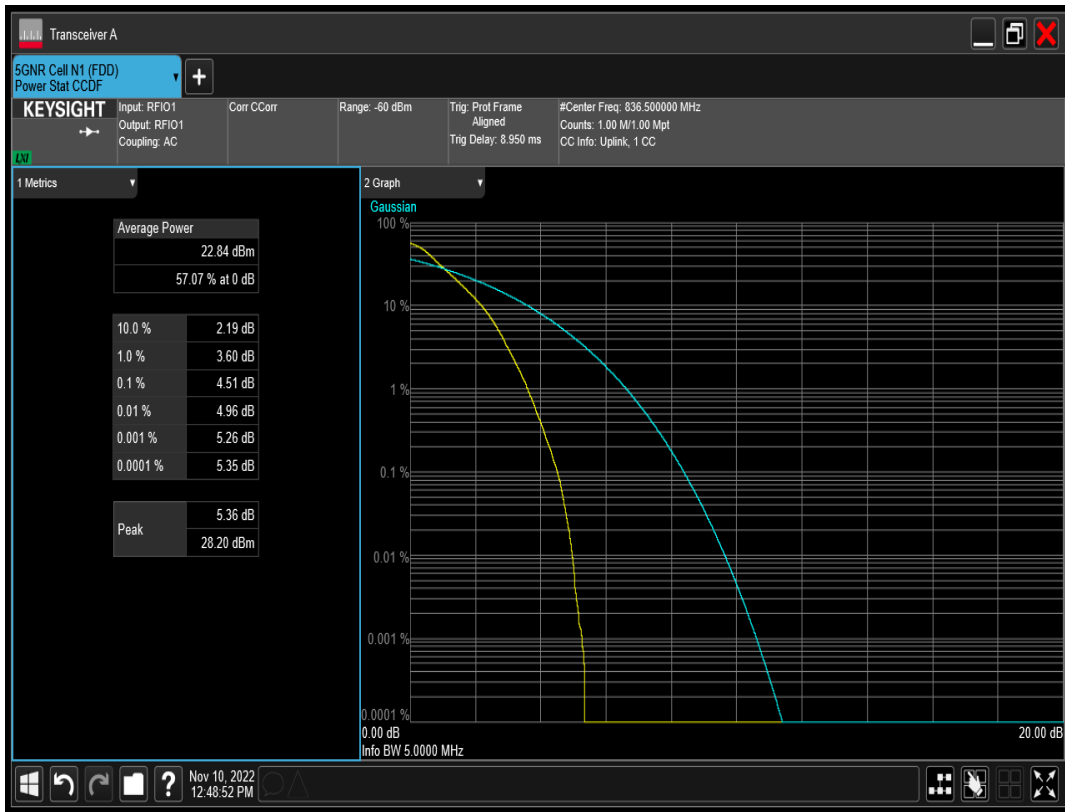 Transceiver A
5GNR Cell N1 (FDD)
Power Stat CCDF
+
KEYSIGHT
LXI
Input: RFIO1
Output: RFIO1
Coupling: AC
Corr CCorr
Range: -60 dBm
Trig: Prot Frame
Aligned
Trig Delay: 8.950 ms
#Center Freq: 836.500000 MHz
Counts: 1.00 M/1.00 Mpt
CC Info: Uplink, 1 CC
1 Metrics
Average Power
22.84 dBm
57.07 % at 0 dB
10.0 % 2.19 dB
1.0 % 3.60 dB
0.1 % 4.51 dB
0.01 % 4.96 dB
0.001 % 5.26 dB
0.0001 % 5.35 dB
Peak 5.36 dB
28.20 dBm
2 Graph
Gaussian
100 %
10 %
1 %
0.1 %
0.01 %
0.001 %
0.0001 %
0.00 dB 20.00 dB
Info BW 5.0000 MHz
?
Nov 10, 2022
12:48:52 PM